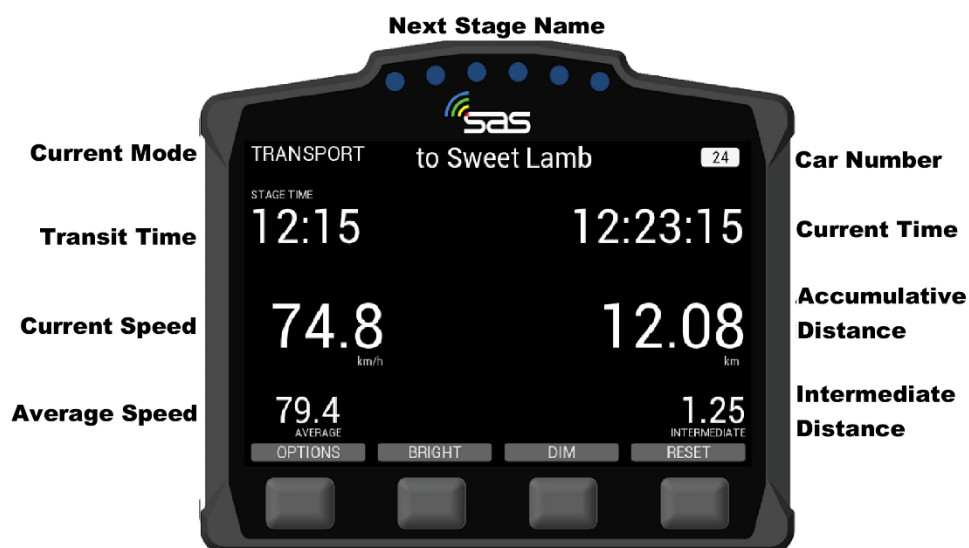 Next Stage Name
sas
Current Mode
TRANSPORT
to Sweet Lamb
24
Car Number
STAGE TIME
Transit Time
12:15
12:23:15
Current Time
Current Speed
74.8
km/h
12.08
km
Accumulative
Distance
Average Speed
79.4
AVERAGE
1.25
INTERMEDIATE
Intermediate
Distance
OPTIONS
BRIGHT
DIM
RESET